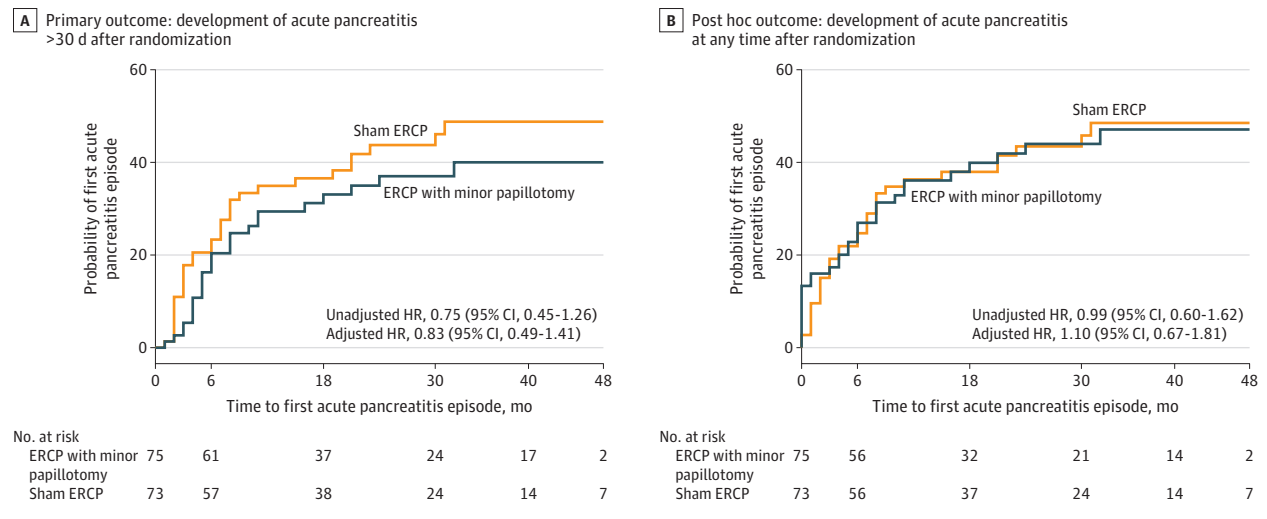 A Primary outcome: development of acute pancreatitis
>30 d after randomization
60
40
20
0
Probability of first acute
pancreatitis episode
Sham ERCP
ERCP with minor papillotomy
Unadjusted HR, 0.75 (95% CI, 0.45-1.26)
Adjusted HR, 0.83 (95% CI, 0.49-1.41)
0 6 18 30 40 48
Time to first acute pancreatitis episode, mo
No. at risk
ERCP with minor 75 61 37 24 17 2
papillotomy
Sham ERCP 73 57 38 24 14 7
B Post hoc outcome: development of acute pancreatitis
at any time after randomization
60
40
20
0
Probability of first acute
pancreatitis episode
Sham ERCP
ERCP with minor papillotomy
Unadjusted HR, 0.99 (95% CI, 0.60-1.62)
Adjusted HR, 1.10 (95% CI, 0.67-1.81)
0 6 18 30 40 48
Time to first acute pancreatitis episode, mo
No. at risk
ERCP with minor 75 56 32 21 14 2
papillotomy
Sham ERCP 73 56 37 24 14 7